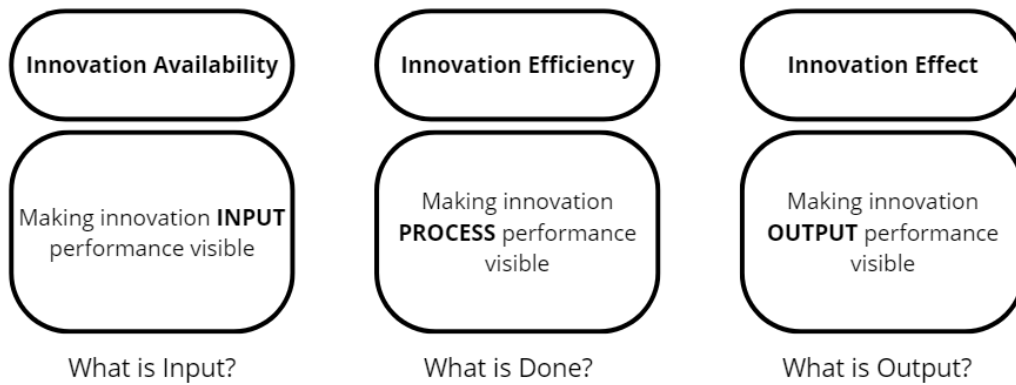 Innovation Availability
Innovation Efficiency
Innovation Effect
Making innovation INPUT
performance visible
Making innovation
PROCESS performance
visible
Making innovation
OUTPUT performance
visible
What is Input?
What is Done?
What is Output?